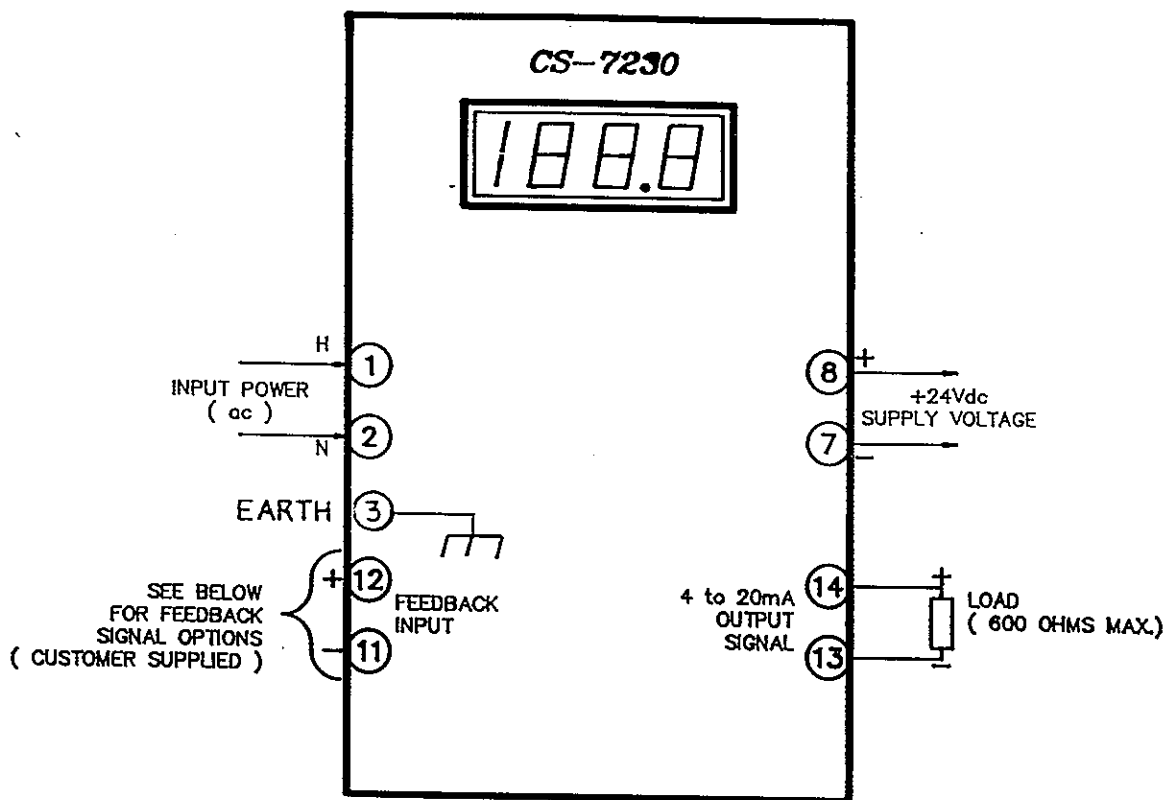 CS-7230
188.8
H
1
INPUT POWER
( ac )
2
N
EARTH
3
SEE BELOW
FOR FEEDBACK
SIGNAL OPTIONS
( CUSTOMER SUPPLIED )
+
12
FEEDBACK
INPUT
-
11
8
+
+24Vdc
SUPPLY VOLTAGE
7
-
4 to 20mA
OUTPUT
SIGNAL
14
+
LOAD
( 600 OHMS MAX.)
13
-